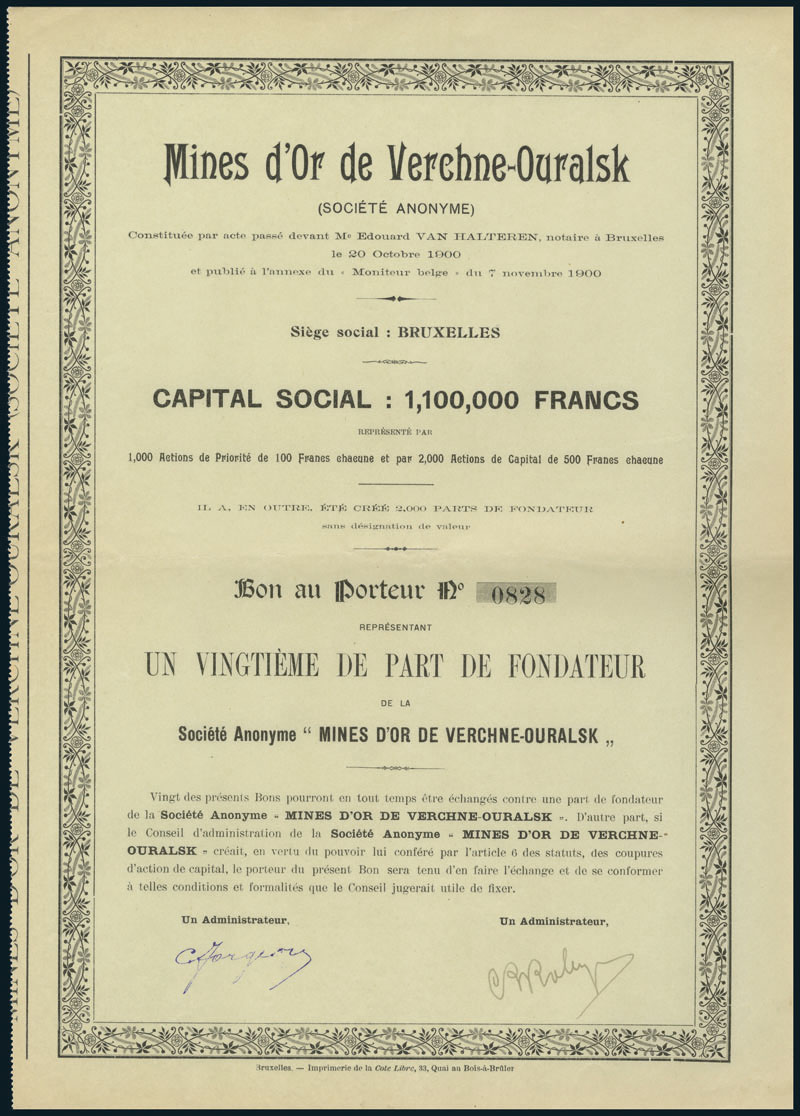 Mines d'Or de Verchne-Ouralsk
(SOCIÉTÉ ANONYME)
Constituée par acte passé devant Me Edouard VAN HALTEREN, notaire à Bruxelles
le 20 Octobre 1900
et publié à l'annexe du « Moniteur belge » du 7 novembre 1900
Siège social : BRUXELLES
CAPITAL SOCIAL : 1,100,000 FRANCS
REPRÉSENTÉ PAR
1,000 Actions de Priorité de 100 Francs chacune et par 2,000 Actions de Capital de 500 Francs chacune
IL A, EN OUTRE, ÉTÉ CRÉÉ 2,000 PARTS DE FONDATEUR
sans désignation de valeur
Bon au Porteur No 0828
REPRÉSENTANT
UN VINGTIÈME DE PART DE FONDATEUR
DE LA
Société Anonyme “ MINES D'OR DE VERCHNE-OURALSK „
Vingt des présents Bons pourront en tout temps être échangés contre une part de fondateur
de la Société Anonyme « MINES D'OR DE VERCHNE-OURALSK ». D'autre part, si
le Conseil d'administration de la Société Anonyme « MINES D'OR DE VERCHNE-
OURALSK » créait, en vertu du pouvoir lui conféré par l'article 6 des statuts, des coupures
d'action de capital, le porteur du présent Bon sera tenu d'en faire l'échange et de se conformer
à telles conditions et formalités que le Conseil jugerait utile de fixer.
Un Administrateur, Un Administrateur,
Bruxelles. — Imprimerie de la Cote Libre, 33, Quai au Bois-à-Brûler
MINES D'OR DE VERCHNE-OURALSK (SOCIÉTÉ ANONYME)